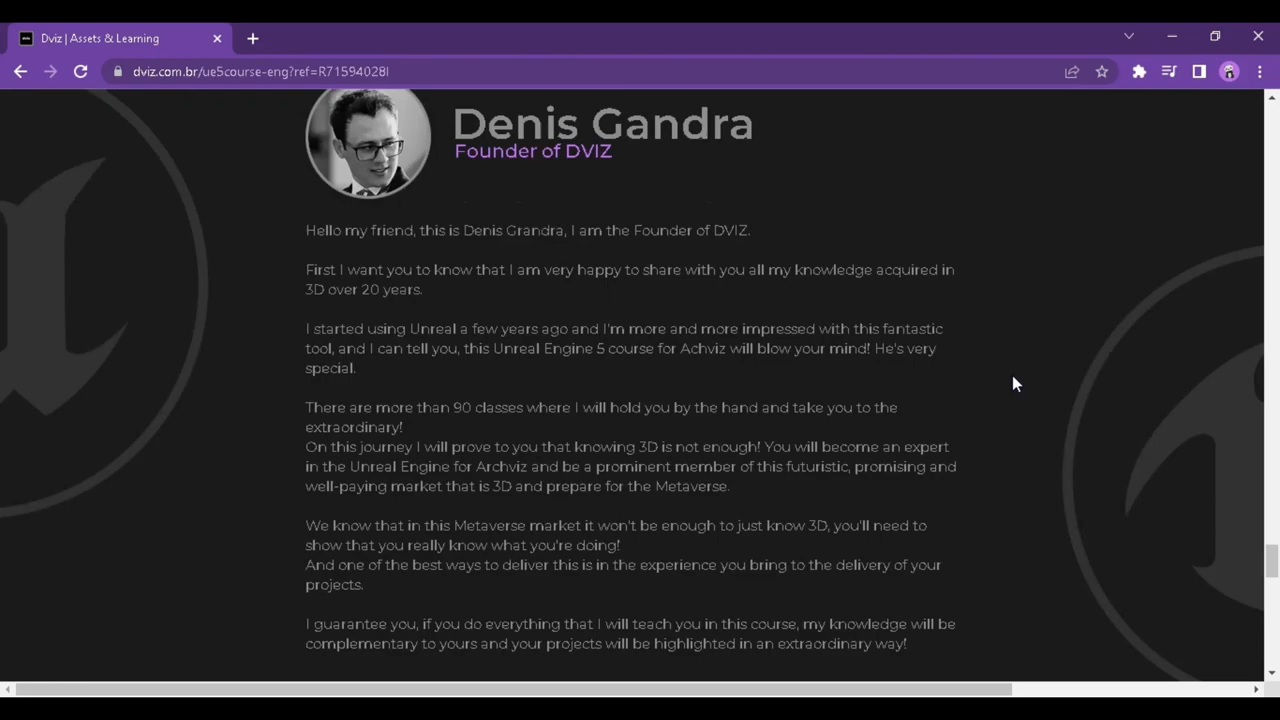 Dviz | Assets & Learning
dviz.com.br/ue5course-eng?ref=R71594028I
Denis Gandra
Founder of DVIZ
Hello my friend, this is Denis Grandra, I am the Founder of DVIZ.
First I want you to know that I am very happy to share with you all my knowledge acquired in
3D over 20 years.
I started using Unreal a few years ago and I'm more and more impressed with this fantastic
tool, and I can tell you, this Unreal Engine 5 course for Achviz will blow your mind! He's very
special.
There are more than 90 classes where I will hold you by the hand and take you to the
extraordinary!
On this journey I will prove to you that knowing 3D is not enough! You will become an expert
in the Unreal Engine for Archviz and be a prominent member of this futuristic, promising and
well-paying market that is 3D and prepare for the Metaverse.
We know that in this Metaverse market it won't be enough to just know 3D, you'll need to
show that you really know what you're doing!
And one of the best ways to deliver this is in the experience you bring to the delivery of your
projects.
I guarantee you, if you do everything that I will teach you in this course, my knowledge will be
complementary to yours and your projects will be highlighted in an extraordinary way!